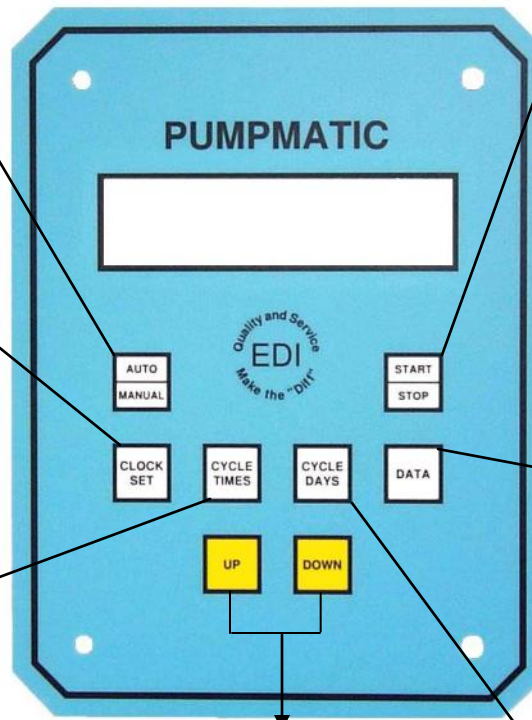 PUMPMATIC
Quality and Service
EDI
Make the "Diff"
AUTO
MANUAL
START
STOP
CLOCK
SET
CYCLE
TIMES
CYCLE
DAYS
DATA
UP
DOWN